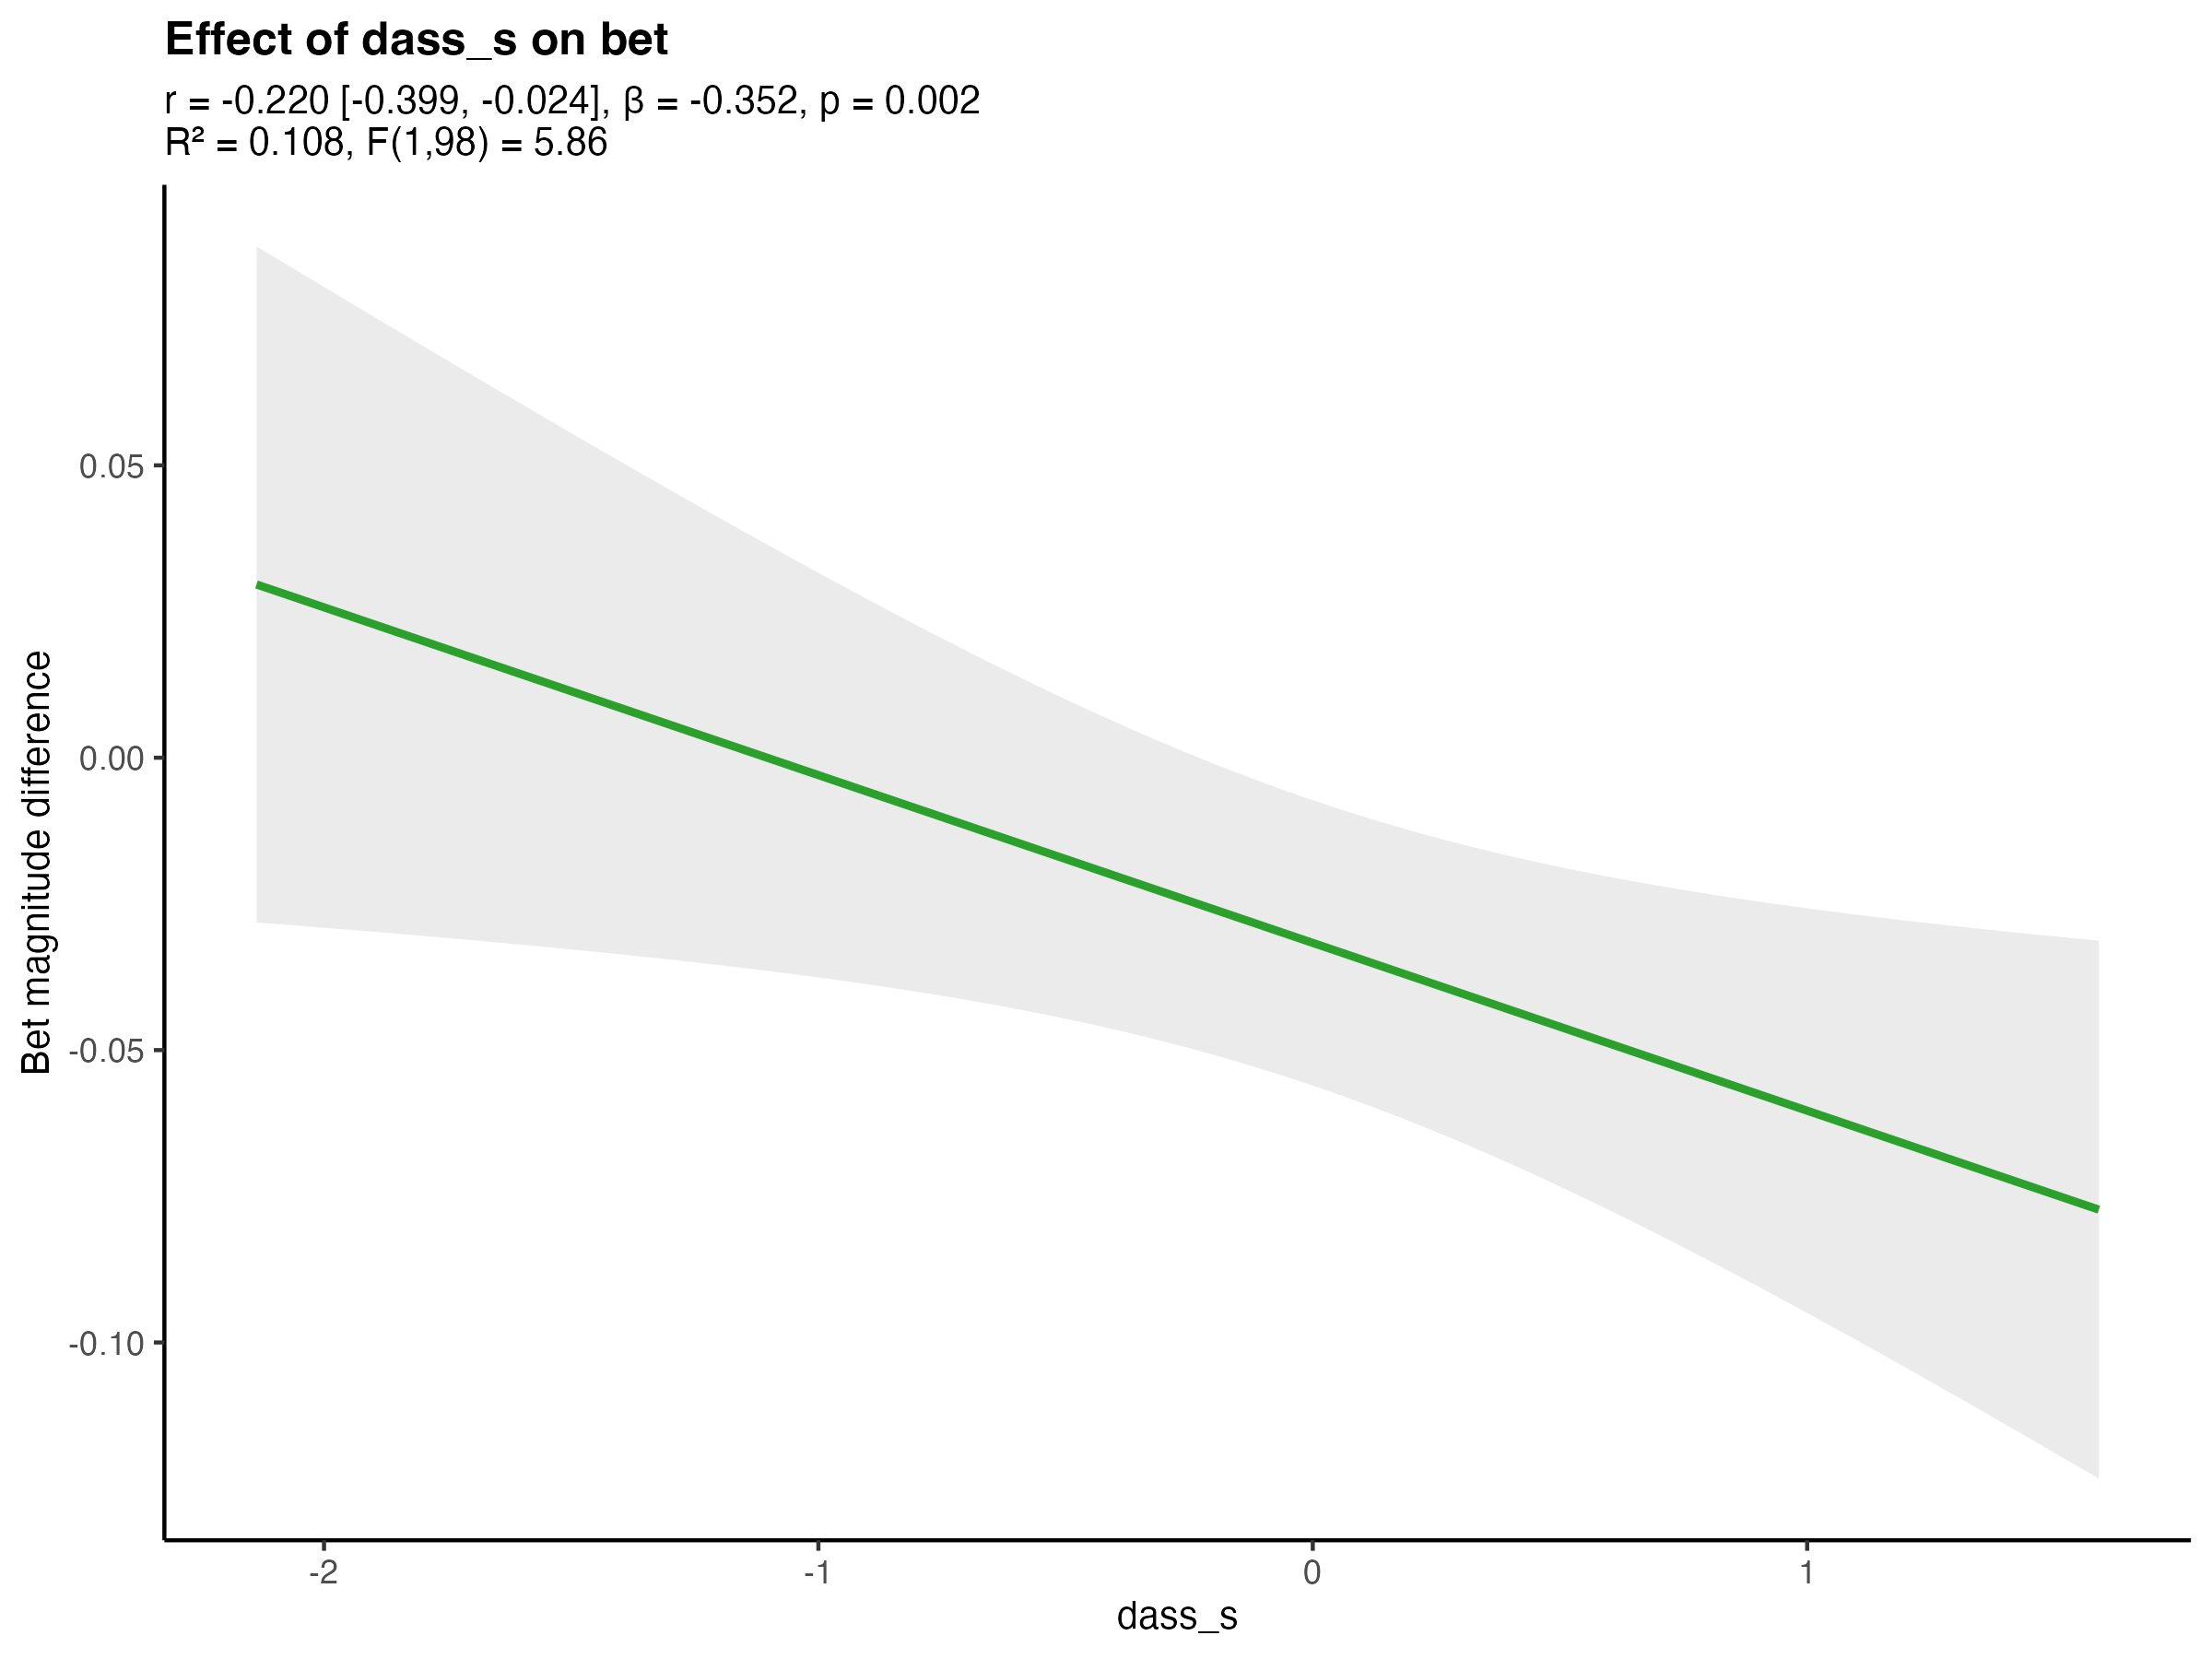 Effect of dass_s on bet
r = -0.220 [-0.399, -0.024], β = -0.352, p = 0.002
R² = 0.108, F(1,98) = 5.86
Bet magnitude difference
0.05
0.00
-0.05
-0.10
-2
-1
0
1
dass_s